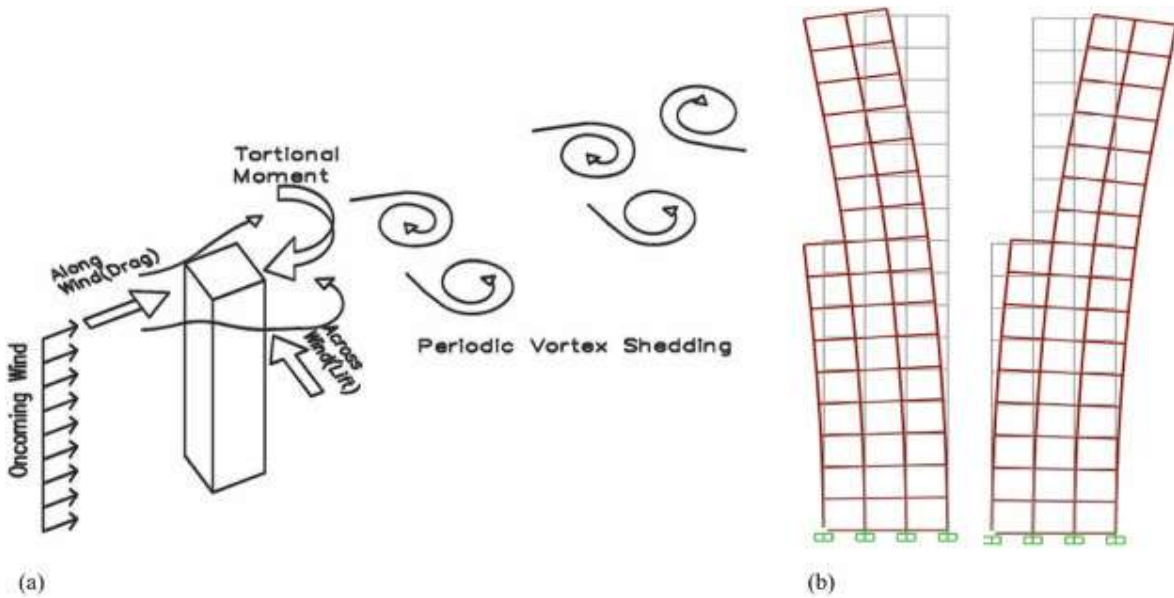 Tortional
Moment
Along
Wind(Drag)
Oncoming Wind
Across
Wind(Lift)
Periodic Vortex Shedding
(a)
(b)